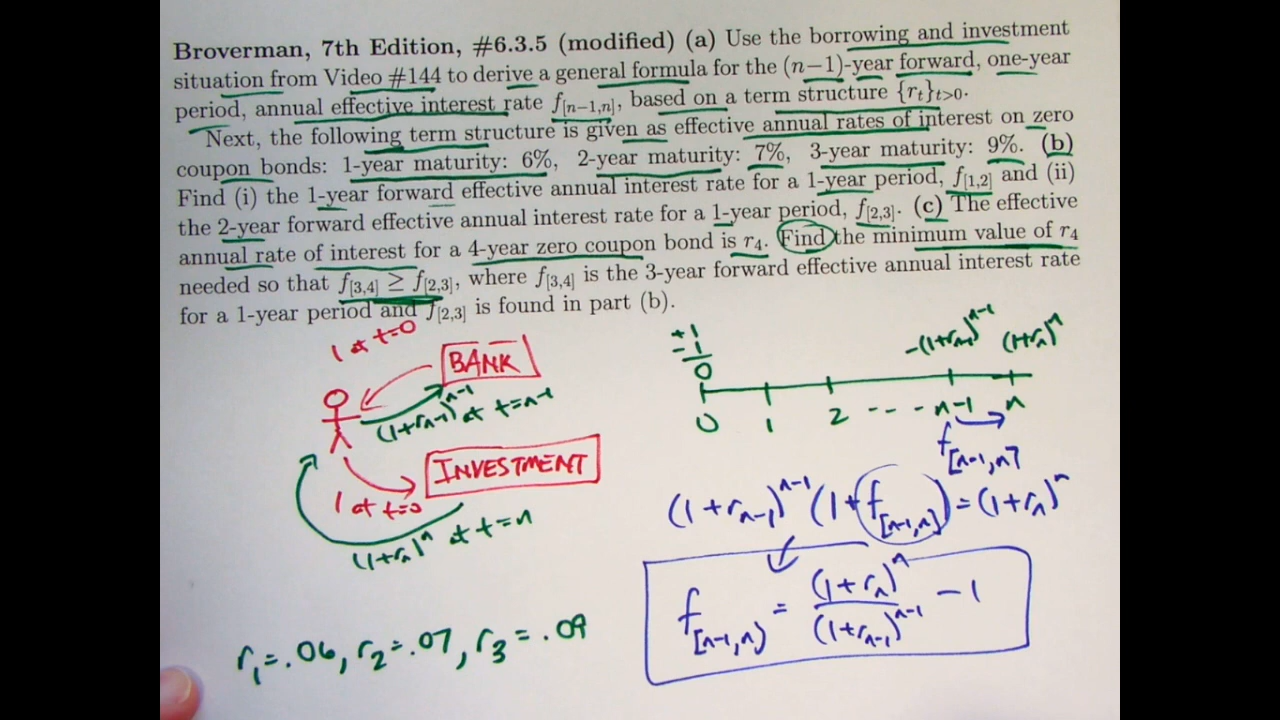 Broverman, 7th Edition, #6.3.5 (modified) (a) Use the borrowing and investment
situation from Video #144 to derive a general formula for the (n−1)-year forward, one-year
period, annual effective interest rate f[n−1,n], based on a term structure {rt}t>0.
Next, the following term structure is given as effective annual rates of interest on zero
coupon bonds: 1-year maturity: 6%, 2-year maturity: 7%, 3-year maturity: 9%. (b)
Find (i) the 1-year forward effective annual interest rate for a 1-year period, f[1,2] and (ii)
the 2-year forward effective annual interest rate for a 1-year period, f[2,3]. (c) The effective
annual rate of interest for a 4-year zero coupon bond is r4. Find the minimum value of r4
needed so that f[3,4] ≥ f[2,3], where f[3,4] is the 3-year forward effective annual interest rate
for a 1-year period and f[2,3] is found in part (b).
1 at t=0
BANK
(1+rn-1)^n-1 at t=n-1
INVESTMENT
1 at t=0
(1+rn)^n at t=n
r1=.06, r2=.07, r3=.09
+1
-1
0
-(1+rn-1)^n-1 (1+rn)^n
0 1 2 ---- n-1 n
f[n-1,n]
(1+rn-1)^n-1 (1+f[n-1,n]) = (1+rn)^n
f[n-1,n] = (1+rn)^n / (1+rn-1)^n-1 - 1